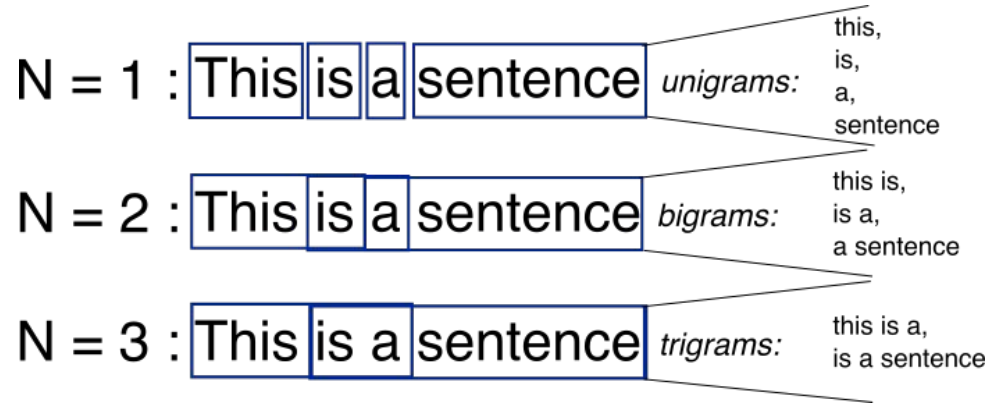 N = 1 : This is a sentence unigrams:
this,
is,
a,
sentence
N = 2 : This is a sentence bigrams:
this is,
is a,
a sentence
N = 3 : This is a sentence trigrams:
this is a,
is a sentence